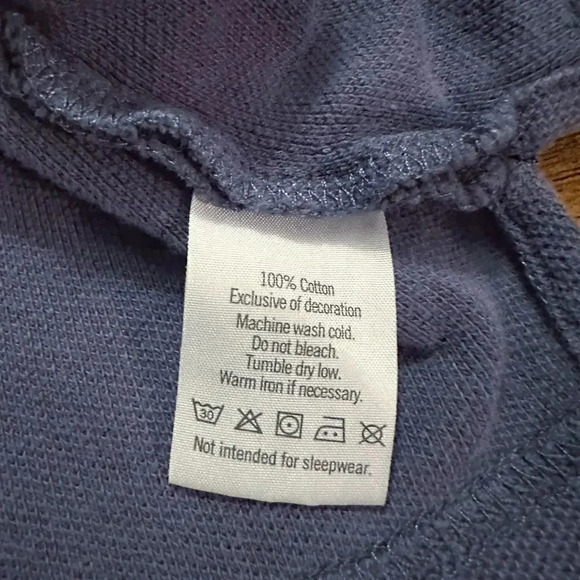 100% Cotton
Exclusive of decoration
Machine wash cold.
Do not bleach.
Tumble dry low.
Warm iron if necessary.
30
Not intended for sleepwear.